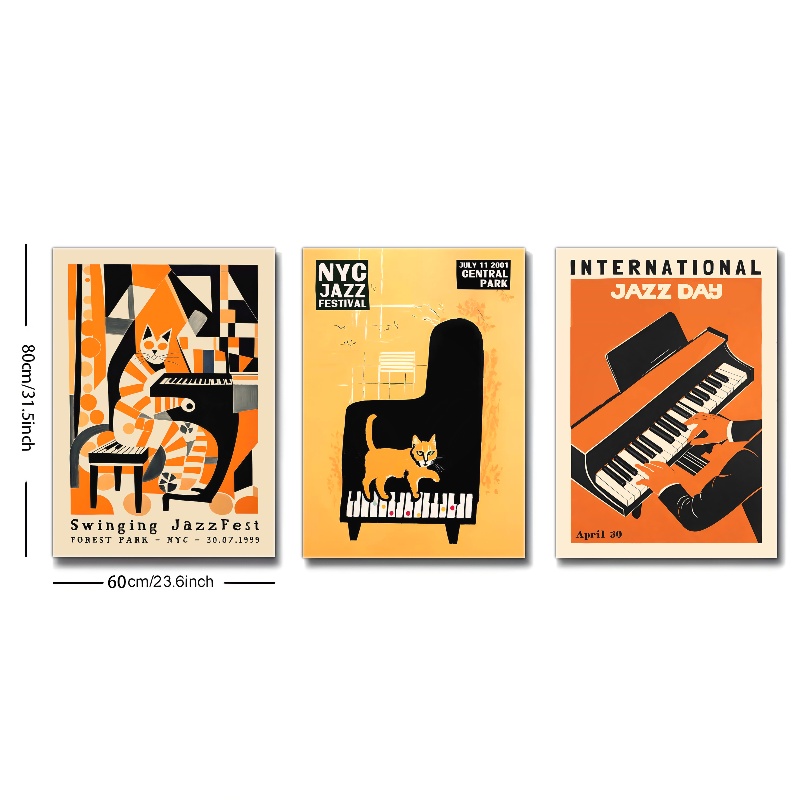 80cm/31.5inch
60cm/23.6inch
Swinging JazzFest
FOREST PARK - NYC - 30.07.1999
NYC
JAZZ
FESTIVAL
JULY 11 2001
CENTRAL
PARK
INTERNATIONAL
JAZZ DAY
April 30